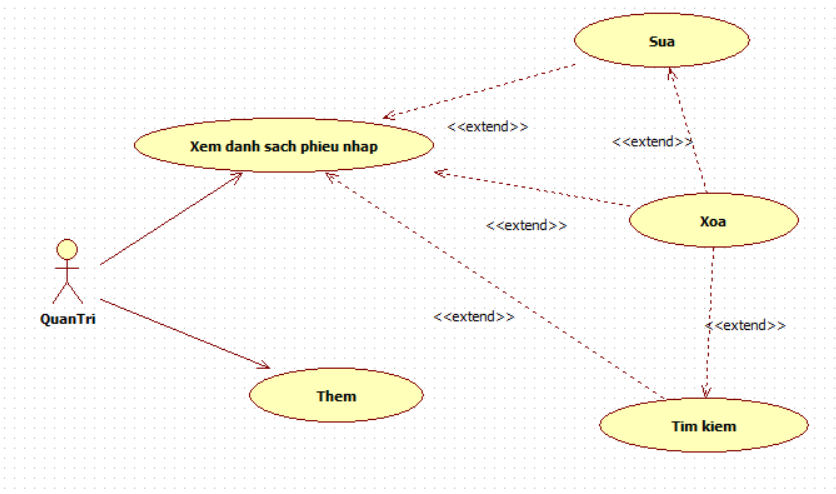 Sua
<<extend>>
<<extend>>
Xem danh sach phieu nhap
Xoa
<<extend>>
QuanTri
<<extend>>
<<extend>>
Them
Tim kiem